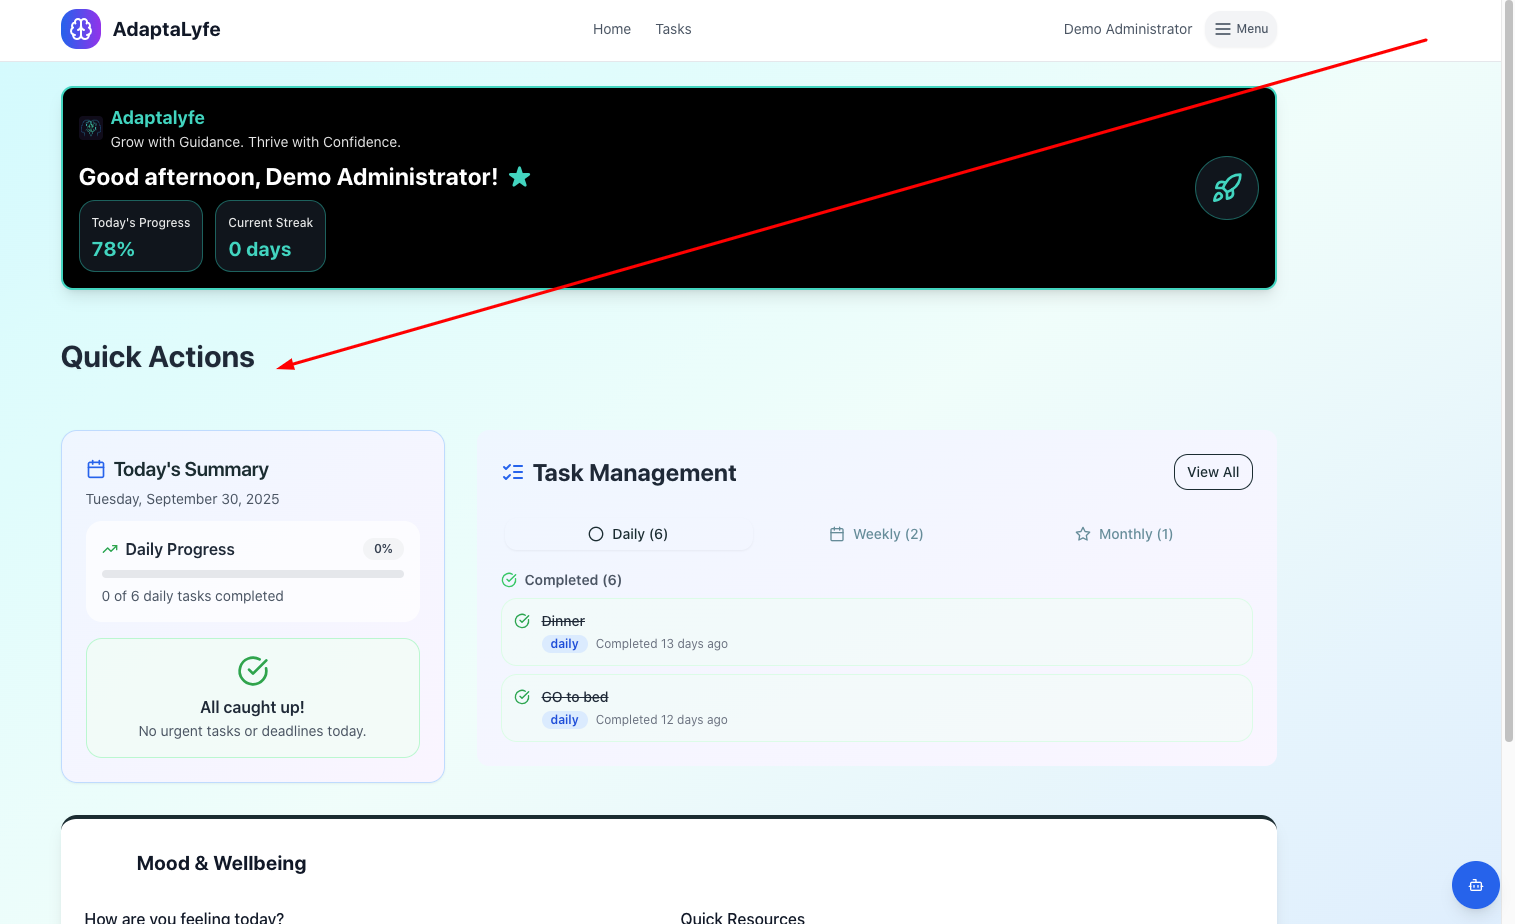 AdaptaLyfe
Home
Tasks
Demo Administrator
Menu
Adaptalyfe
Grow with Guidance. Thrive with Confidence.
Good afternoon, Demo Administrator!
Today's Progress
78%
Current Streak
0 days
Quick Actions
Today's Summary
Tuesday, September 30, 2025
Daily Progress
0%
0 of 6 daily tasks completed
All caught up!
No urgent tasks or deadlines today.
Task Management
View All
Daily (6)
Weekly (2)
Monthly (1)
Completed (6)
Dinner
daily
Completed 13 days ago
GO to bed
daily
Completed 12 days ago
Mood & Wellbeing
How are you feeling today?
Quick Resources